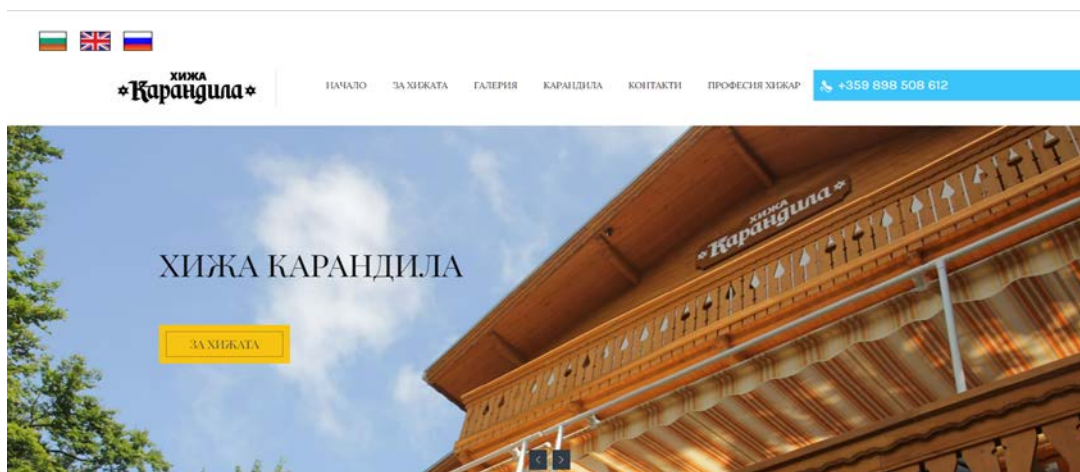 ХИЖА
Карандила
НАЧАЛО ЗА ХИЖАТА ГАЛЕРИЯ КАРАНДИЛА КОНТАКТИ ПРОФЕСИЯ ХИЖАР +359 898 508 612
ХИЖА
Карандила
ХИЖА КАРАНДИЛА
ЗА ХИЖАТА